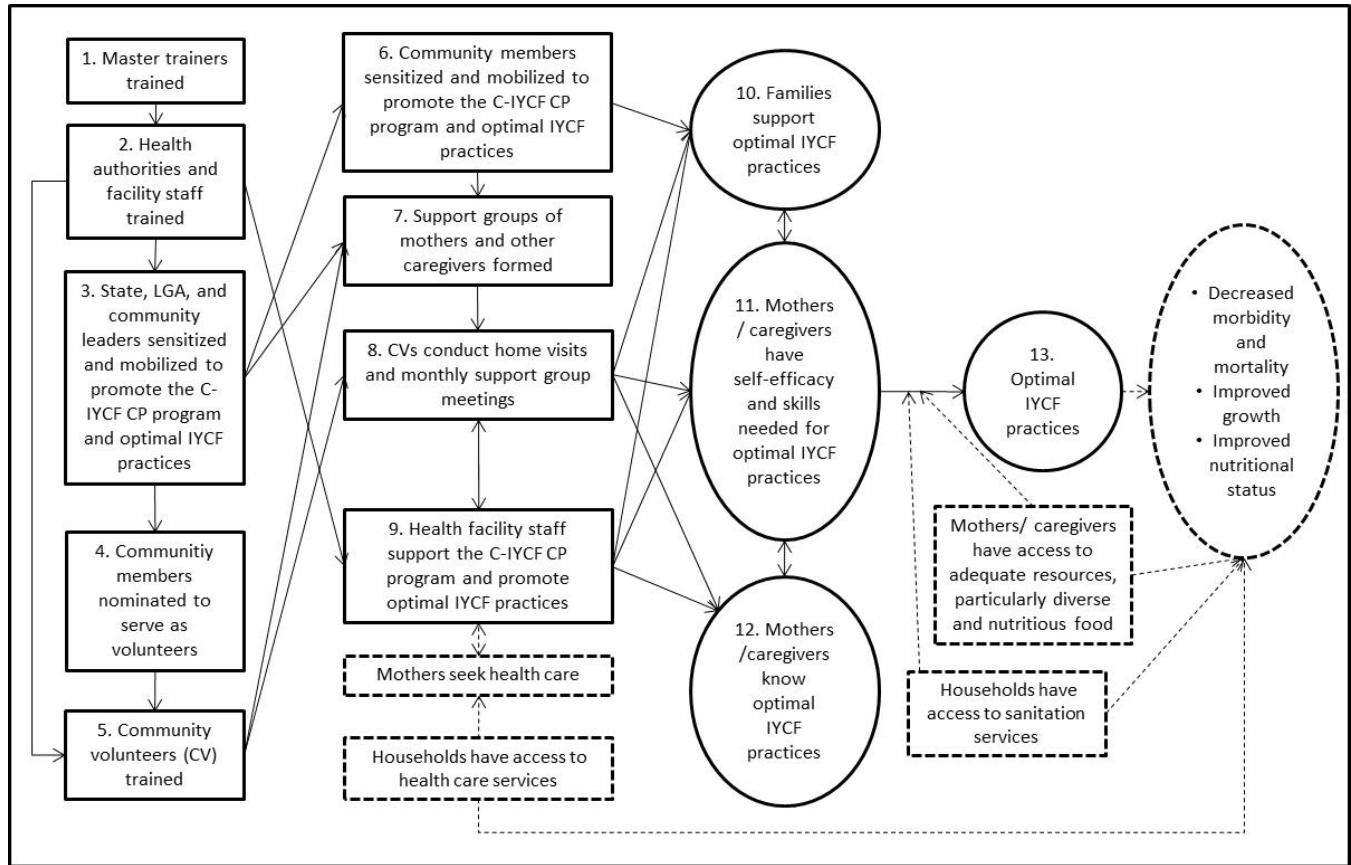 1. Master trainers
trained
2. Health
authorities and
facility staff
trained
3. State, LGA, and
community
leaders sensitized
and mobilized to
promote the C-
IYCF CP program
and optimal IYCF
practices
4. Communitiy
members
nominated to
serve as
volunteers
5. Community
volunteers (CV)
trained
6. Community members
sensitized and mobilized to
promote the C-IYCF CP
program and optimal IYCF
practices
7. Support groups of
mothers and other
caregivers formed
8. CVs conduct home visits
and monthly support group
meetings
9. Health facility staff
support the C-IYCF CP
program and promote
optimal IYCF practices
Mothers seek health care
Households have access to
health care services
10. Families
support
optimal IYCF
practices
11. Mothers
/ caregivers
have
self-efficacy
and skills
needed for
optimal IYCF
practices
12. Mothers
/caregivers
know
optimal
IYCF
practices
13.
Optimal
IYCF
practices
Mothers/ caregivers
have access to
adequate resources,
particularly diverse
and nutritious food
Households have
access to sanitation
services
• Decreased
morbidity
and
mortality
• Improved
growth
• Improved
nutritional
status